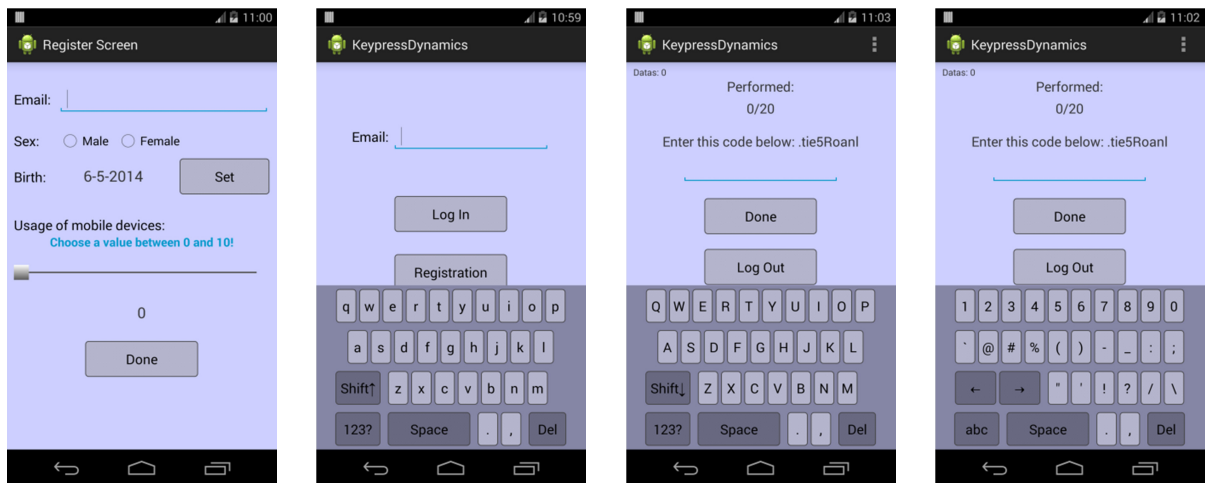 11:00
Register Screen
Email:
Sex: Male Female
Birth: 6-5-2014 Set
Usage of mobile devices:
Choose a value between 0 and 10!
0
Done
10:59
KeypressDynamics
Email:
Log In
Registration
q w e r t y u i o p
a s d f g h j k l
Shift↑ z x c v b n m
123? Space . , Del
11:03
KeypressDynamics
Datas: 0
Performed:
0/20
Enter this code below: .tie5Roanl
Done
Log Out
Q W E R T Y U I O P
A S D F G H J K L
Shift↓ Z X C V B N M
123? Space . , Del
11:02
KeypressDynamics
Datas: 0
Performed:
0/20
Enter this code below: .tie5Roanl
Done
Log Out
1 2 3 4 5 6 7 8 9 0
` @ # % ( ) - _ : ;
← → " ' ! ? / \
abc Space . , Del